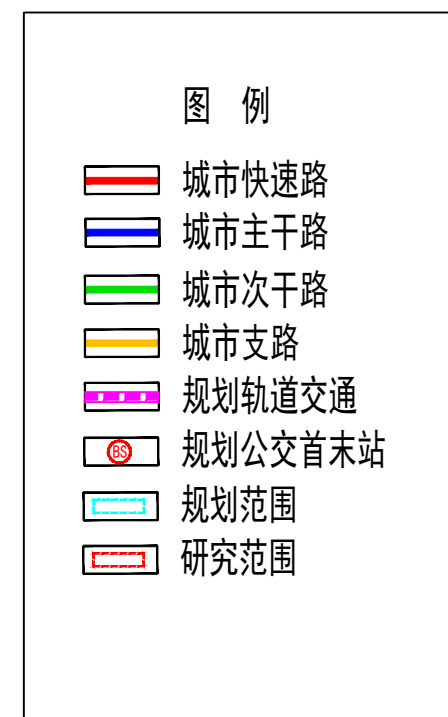 图 例
城市快速路
城市主干路
城市次干路
城市支路
规划轨道交通
BS 规划公交首末站
规划范围
研究范围